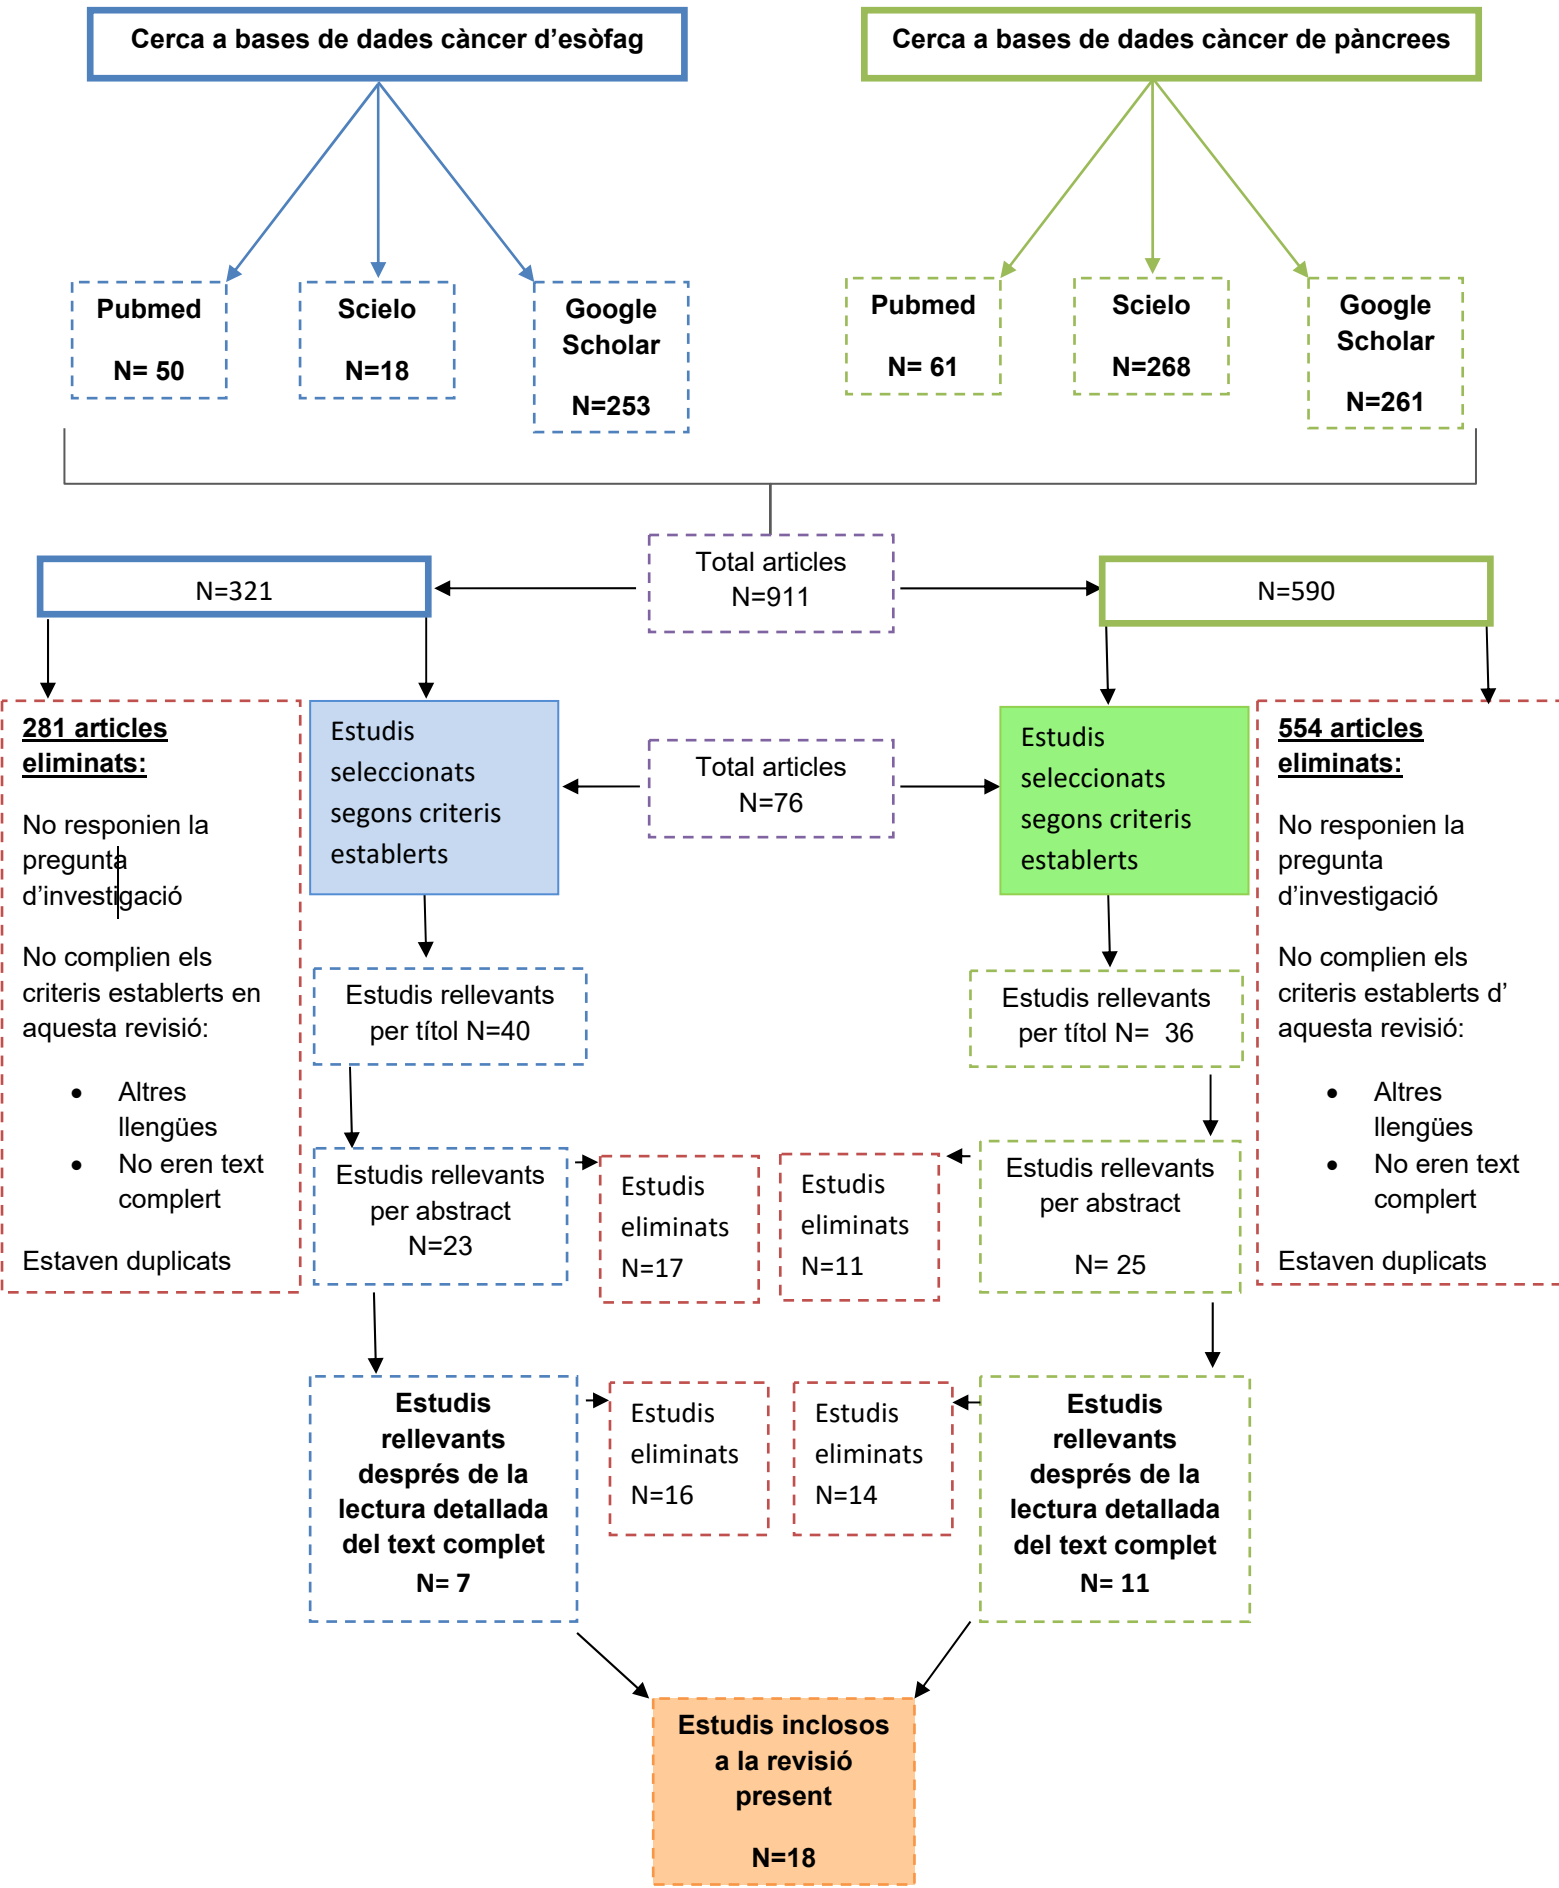 Cerca a bases de dades càncer d’esòfag
Cerca a bases de dades càncer de pàncrees
Pubmed
N= 50
Scielo
N=18
Google
Scholar
N=253
Pubmed
N= 61
Scielo
N=268
Google
Scholar
N=261
Total articles
N=911
N=321
N=590
281 articles
eliminats:
No responien la
pregunta
d’investigació
No complien els
criteris establerts en
aquesta revisió:
• Altres
llengües
• No eren text
complert
Estaven duplicats
Estudis
seleccionats
segons criteris
establerts
Total articles
N=76
Estudis
seleccionats
segons criteris
establerts
554 articles
eliminats:
No responien la
pregunta
d’investigació
No complien els
criteris establerts d’
aquesta revisió:
• Altres
llengües
• No eren text
complert
Estaven duplicats
Estudis rellevants
per títol N=40
Estudis rellevants
per títol N= 36
Estudis rellevants
per abstract
N=23
Estudis
eliminats
N=17
Estudis
eliminats
N=11
Estudis rellevants
per abstract
N= 25
Estudis
rellevants
després de la
lectura detallada
del text complet
N= 7
Estudis
eliminats
N=16
Estudis
eliminats
N=14
Estudis
rellevants
després de la
lectura detallada
del text complet
N= 11
Estudis inclosos
a la revisió
present
N=18